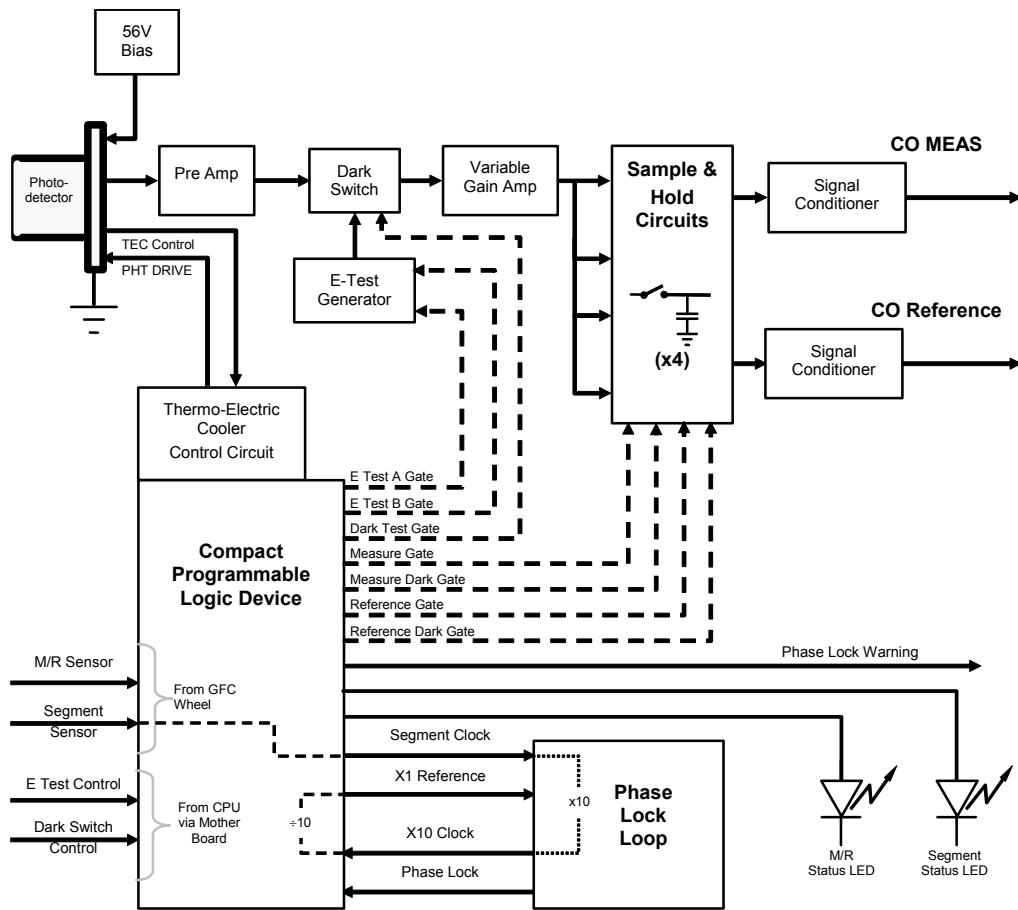 56V
Bias
CO MEAS
Photo-
detector
Pre Amp
Dark
Switch
Variable
Gain Amp
Sample &
Hold
Circuits
Signal
Conditioner
TEC Control
PHT DRIVE
E-Test
Generator
(x4)
CO Reference
Signal
Conditioner
Thermo-Electric
Cooler
Control Circuit
E Test A Gate
E Test B Gate
Dark Test Gate
Measure Gate
Measure Dark Gate
Reference Gate
Reference Dark Gate
Compact
Programmable
Logic Device
Phase Lock Warning
M/R Sensor
Segment
Sensor
From GFC
Wheel
E Test Control
Dark Switch
Control
From CPU
via Mother
Board
Segment Clock
X1 Reference
÷10
x10
X10 Clock
Phase Lock
Phase
Lock
Loop
M/R
Status LED
Segment
Status LED